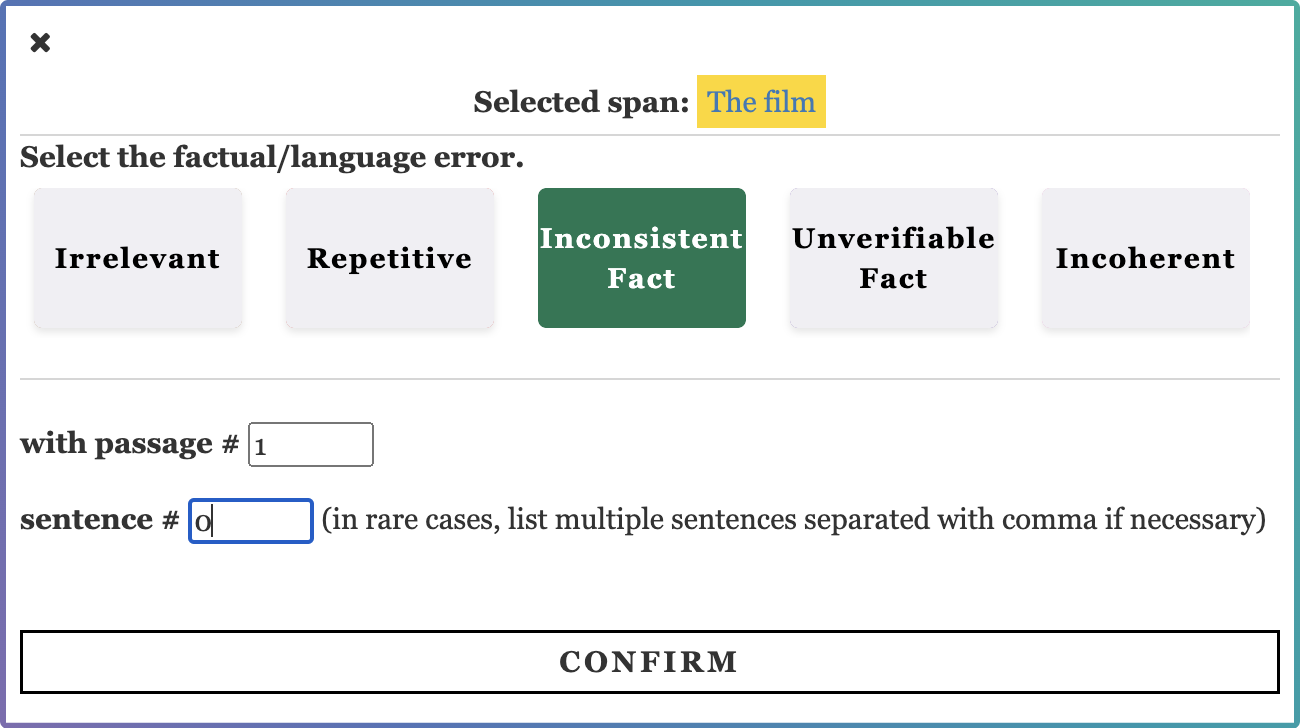 ✖
Selected span: The film
Select the factual/language error.
Irrelevant
Repetitive
Inconsistent
Fact
Unverifiable
Fact
Incoherent
with passage # 1
sentence # 0 (in rare cases, list multiple sentences separated with comma if necessary)
CONFIRM